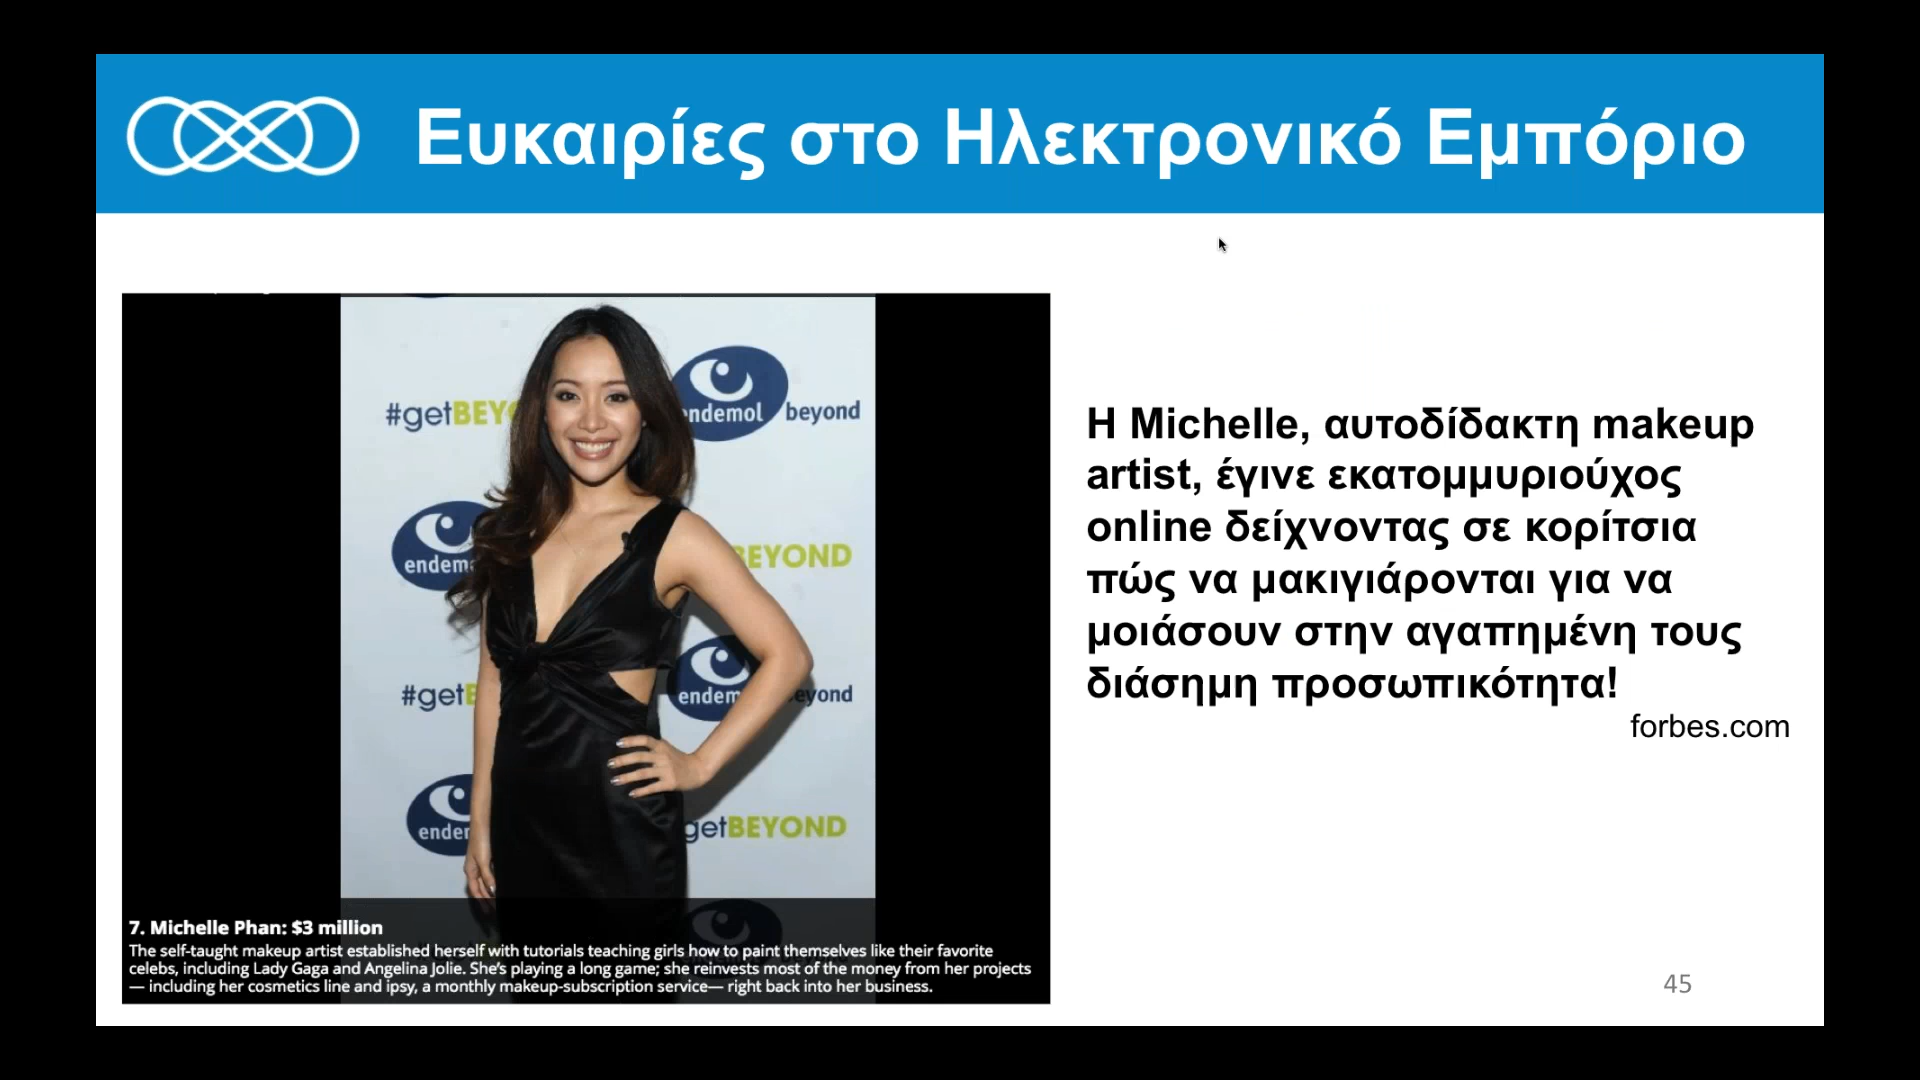 Ευκαιρίες στο Ηλεκτρονικό Εμπόριο
#getBEYO
endemol beyond
endem
BEYOND
#getB
endem eyond
ender
getBEYOND
7. Michelle Phan: $3 million
The self-taught makeup artist established herself with tutorials teaching girls how to paint themselves like their favorite
celebs, including Lady Gaga and Angelina Jolie. She's playing a long game; she reinvests most of the money from her projects
— including her cosmetics line and ipsy, a monthly makeup-subscription service— right back into her business.
Η Michelle, αυτοδίδακτη makeup
artist, έγινε εκατομμυριούχος
online δείχνοντας σε κορίτσια
πώς να μακιγιάρονται για να
μοιάσουν στην αγαπημένη τους
διάσημη προσωπικότητα!
forbes.com
45